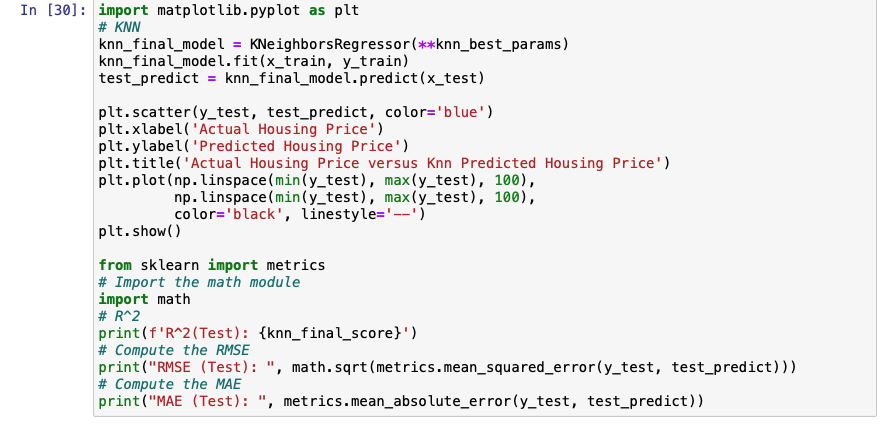 In [30]: import matplotlib.pyplot as plt
# KNN
knn_final_model = KNeighborsRegressor(**knn_best_params)
knn_final_model.fit(x_train, y_train)
test_predict = knn_final_model.predict(x_test)

plt.scatter(y_test, test_predict, color='blue')
plt.xlabel('Actual Housing Price')
plt.ylabel('Predicted Housing Price')
plt.title('Actual Housing Price versus Knn Predicted Housing Price')
plt.plot(np.linspace(min(y_test), max(y_test), 100),
         np.linspace(min(y_test), max(y_test), 100),
         color='black', linestyle='--')
plt.show()

from sklearn import metrics
# Import the math module
import math
# R^2
print(f'R^2(Test): {knn_final_score}')
# Compute the RMSE
print("RMSE (Test): ", math.sqrt(metrics.mean_squared_error(y_test, test_predict)))
# Compute the MAE
print("MAE (Test): ", metrics.mean_absolute_error(y_test, test_predict))